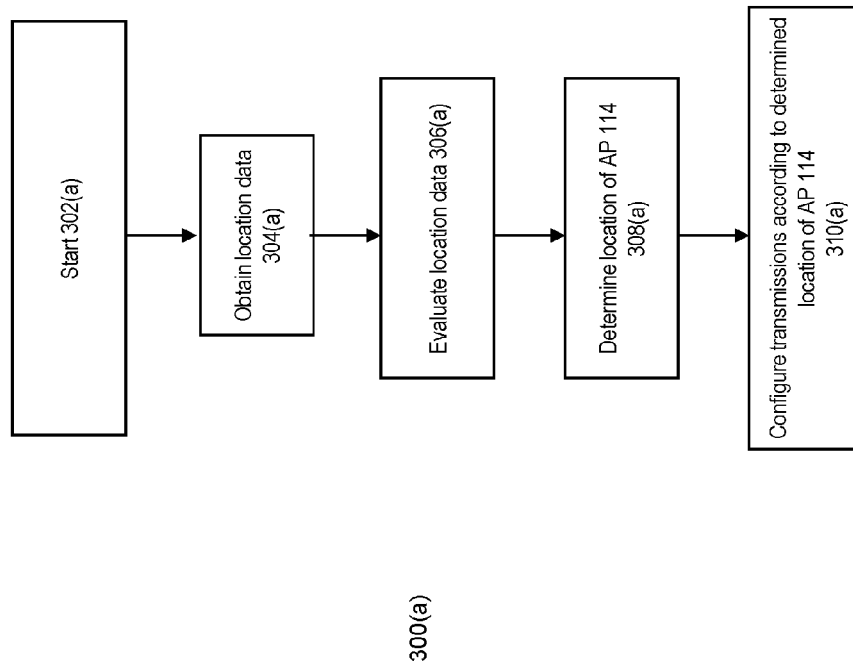 Start 302(a)
Obtain location data
304(a)
Evaluate location data 306(a)
Determine location of AP 114
308(a)
Configure transmissions according to determined
location of AP 114
310(a)
300(a)